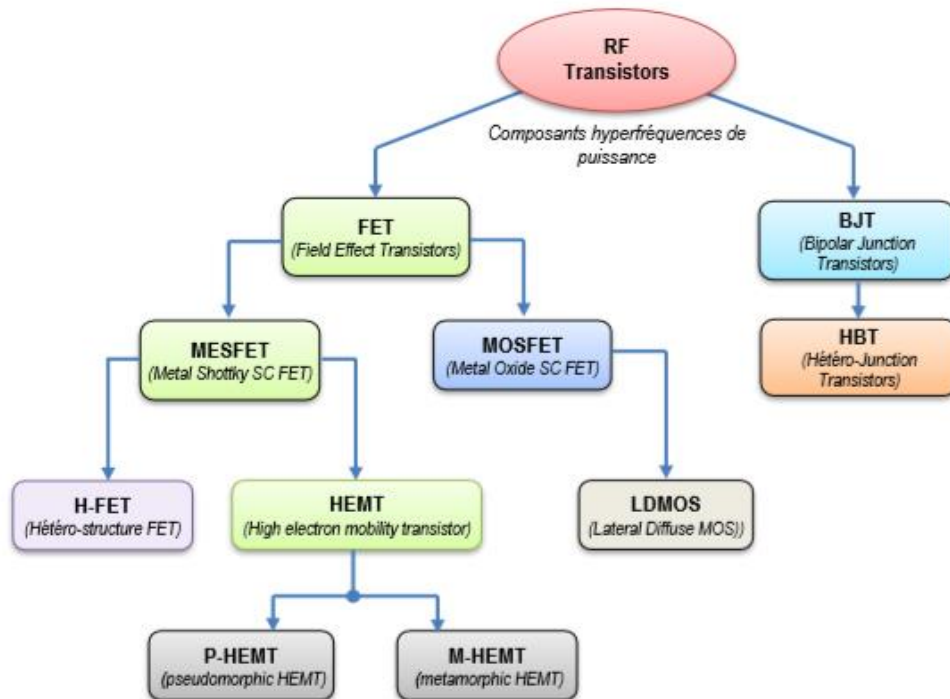 RF
Transistors
Composants hyperfréquences de
puissance
FET
(Field Effect Transistors)
BJT
(Bipolar Junction
Transistors)
MESFET
(Metal Shottky SC FET)
MOSFET
(Metal Oxide SC FET)
HBT
(Hétéro-Junction
Transistors)
H-FET
(Hétéro-structure FET)
HEMT
(High electron mobility transistor)
LDMOS
(Lateral Diffuse MOS))
P-HEMT
(pseudomorphic HEMT)
M-HEMT
(metamorphic HEMT)